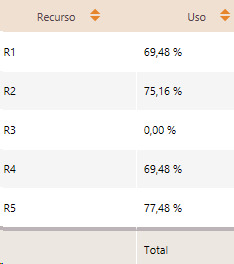 Recurso Uso
R1 69,48 %
R2 75,16 %
R3 0,00 %
R4 69,48 %
R5 77,48 %
Total